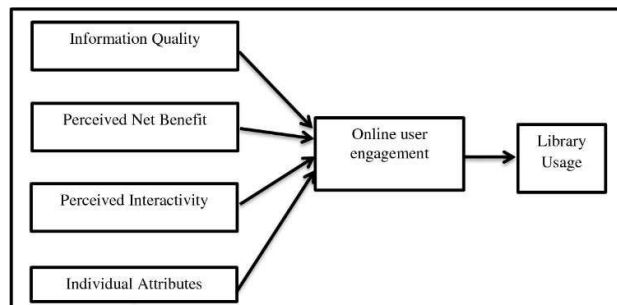 Information Quality
Perceived Net Benefit
Perceived Interactivity
Individual Attributes
Online user
engagement
Library
Usage